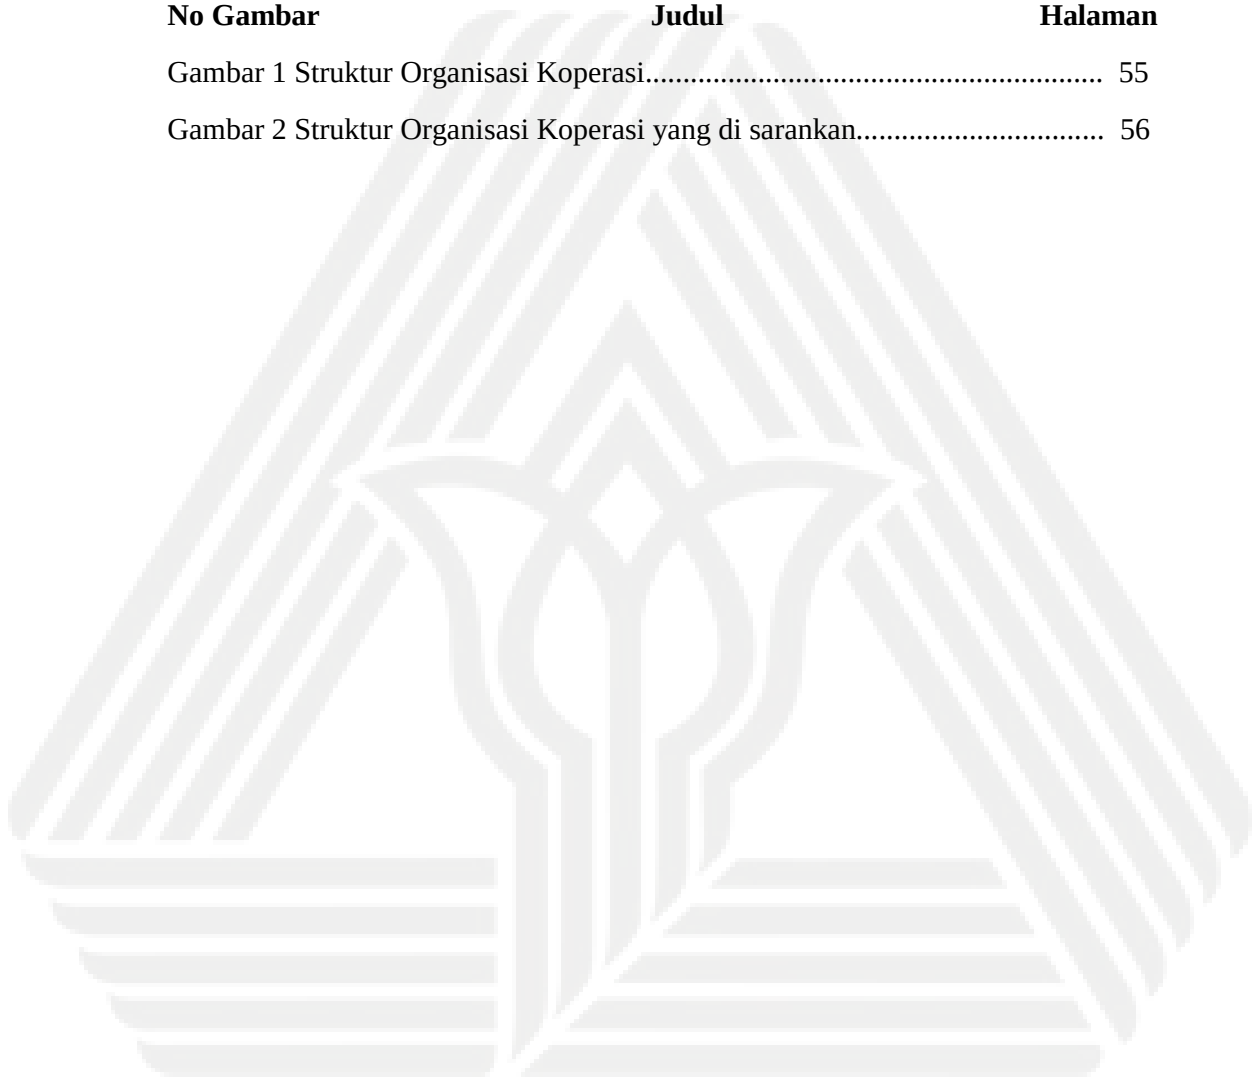 No Gambar Judul Halaman
Gambar 1 Struktur Organisasi Koperasi............................................................. 55
Gambar 2 Struktur Organisasi Koperasi yang di sarankan................................. 56